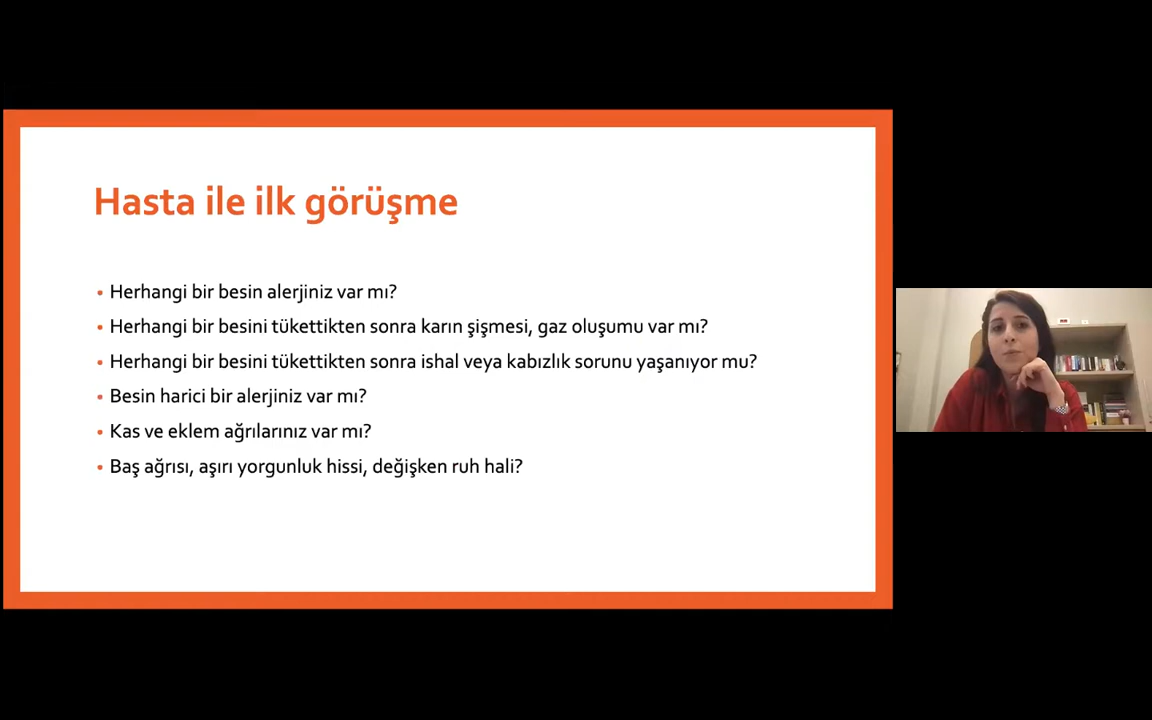 Hasta ile ilk görüşme
• Herhangi bir besin alerjiniz var mı?
• Herhangi bir besini tükettikten sonra karın şişmesi, gaz oluşumu var mı?
• Herhangi bir besini tükettikten sonra ishal veya kabızlık sorunu yaşanıyor mu?
• Besin harici bir alerjiniz var mı?
• Kas ve eklem ağrılarınız var mı?
• Baş ağrısı, aşırı yorgunluk hissi, değişken ruh hali?